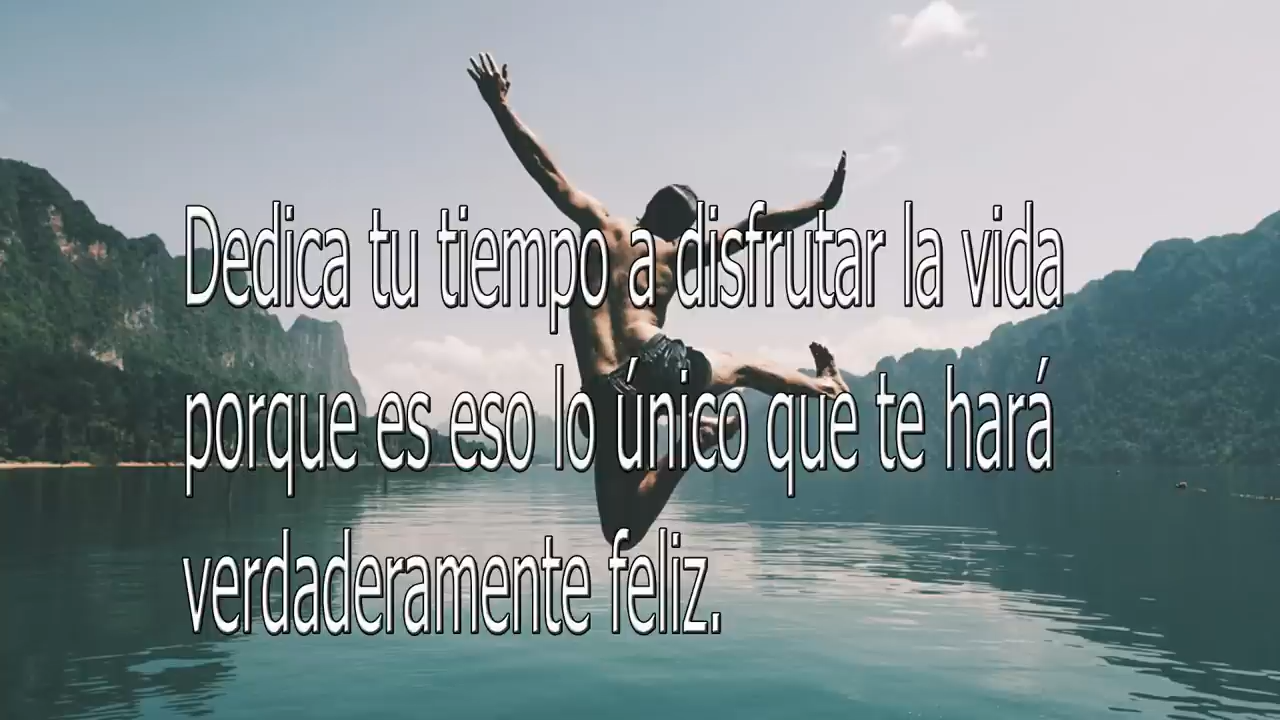 Dedica tu tiempo a disfrutar la vida
porque es eso lo único que te hará
verdaderamente feliz.